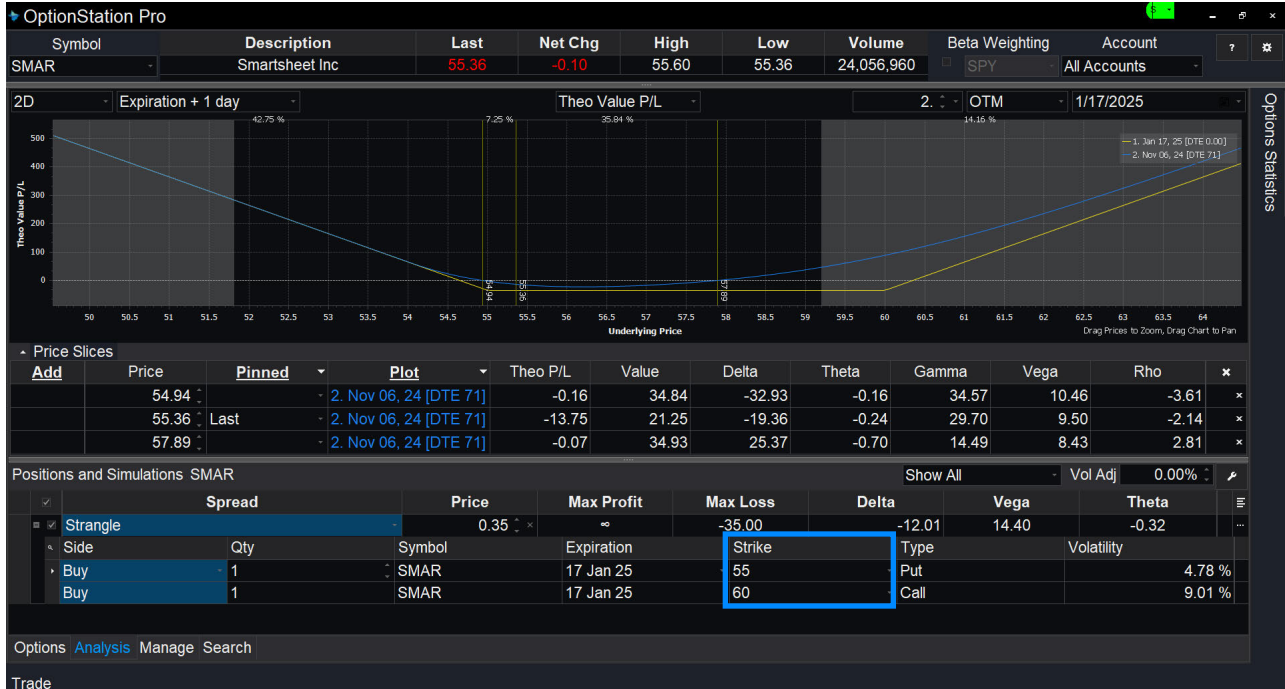 OptionStation Pro
S
Symbol Description Last Net Chg High Low Volume Beta Weighting Account ?
SMAR Smartsheet Inc 55.36 -0.10 55.60 55.36 24,056,960 SPY All Accounts
2D Expiration + 1 day Theo Value P/L 2. OTM 1/17/2025
Options Statistics
42.75 % 7.25 % 35.84 % 14.16 %
1. Jan 17, 25 [DTE 0.00]
2. Nov 06, 24 [DTE 71]
Theo Value P/L
500
400
300
200
100
0
54.94 55.36 57.89
50 50.5 51 51.5 52 52.5 53 53.5 54 54.5 55 55.5 56 56.5 57 57.5 58 58.5 59 59.5 60 60.5 61 61.5 62 62.5 63 63.5 64
Underlying Price
Drag Prices to Zoom, Drag Chart to Pan
Price Slices
Add Price Pinned Plot Theo P/L Value Delta Theta Gamma Vega Rho ×
54.94 2. Nov 06, 24 [DTE 71] -0.16 34.84 -32.93 -0.16 34.57 10.46 -3.61 ×
55.36 Last 2. Nov 06, 24 [DTE 71] -13.75 21.25 -19.36 -0.24 29.70 9.50 -2.14 ×
57.89 2. Nov 06, 24 [DTE 71] -0.07 34.93 25.37 -0.70 14.49 8.43 2.81 ×
Positions and Simulations SMAR Show All Vol Adj 0.00%
Spread Price Max Profit Max Loss Delta Vega Theta
Strangle 0.35 × ∞ -35.00 -12.01 14.40 -0.32 ...
Side Qty Symbol Expiration Strike Type Volatility
Buy 1 SMAR 17 Jan 25 55 Put 4.78 %
Buy 1 SMAR 17 Jan 25 60 Call 9.01 %
Options Analysis Manage Search
Trade